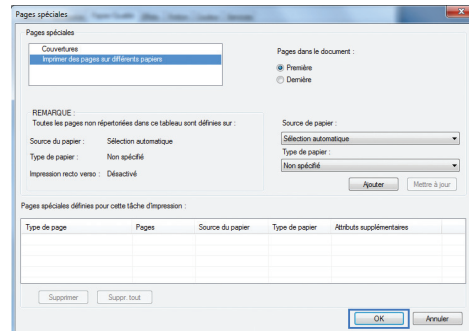 Pages spéciales
Pages spéciales
Couvertures
Imprimer des pages sur différents papiers
Pages dans le document :
Première
Dernière
REMARQUE :
Toutes les pages non répertoriées dans ce tableau sont définies sur :
Source du papier : Sélection automatique
Type de papier : Non spécifié
Impression recto verso : Désactivé
Source de papier :
Sélection automatique
Type de papier :
Non spécifié
Ajouter Mettre à jour
Pages spéciales définies pour cette tâche d'impression :
Type de page Pages Source du papier Type de papier Attributs supplémentaires
Supprimer Suppr. tout
OK Annuler